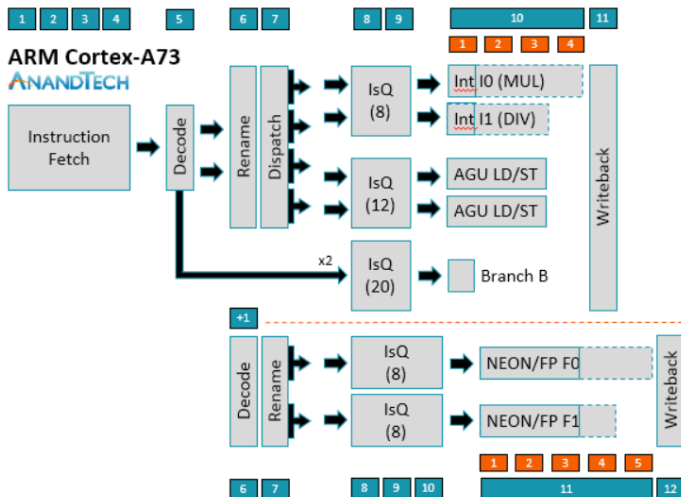 1 2 3 4 5 6 7 8 9 10 11
1 2 3 4
ARM Cortex-A73
ANANDTECH
Instruction
Fetch
Decode
Rename
Dispatch
IsQ
(8)
Int I0 (MUL)
Int I1 (DIV)
IsQ
(12)
AGU LD/ST
AGU LD/ST
x2
IsQ
(20)
Branch B
Writeback
+1
Decode
Rename
IsQ
(8)
NEON/FP F0
IsQ
(8)
NEON/FP F1
Writeback
1 2 3 4 5
6 7 8 9 10 11 12